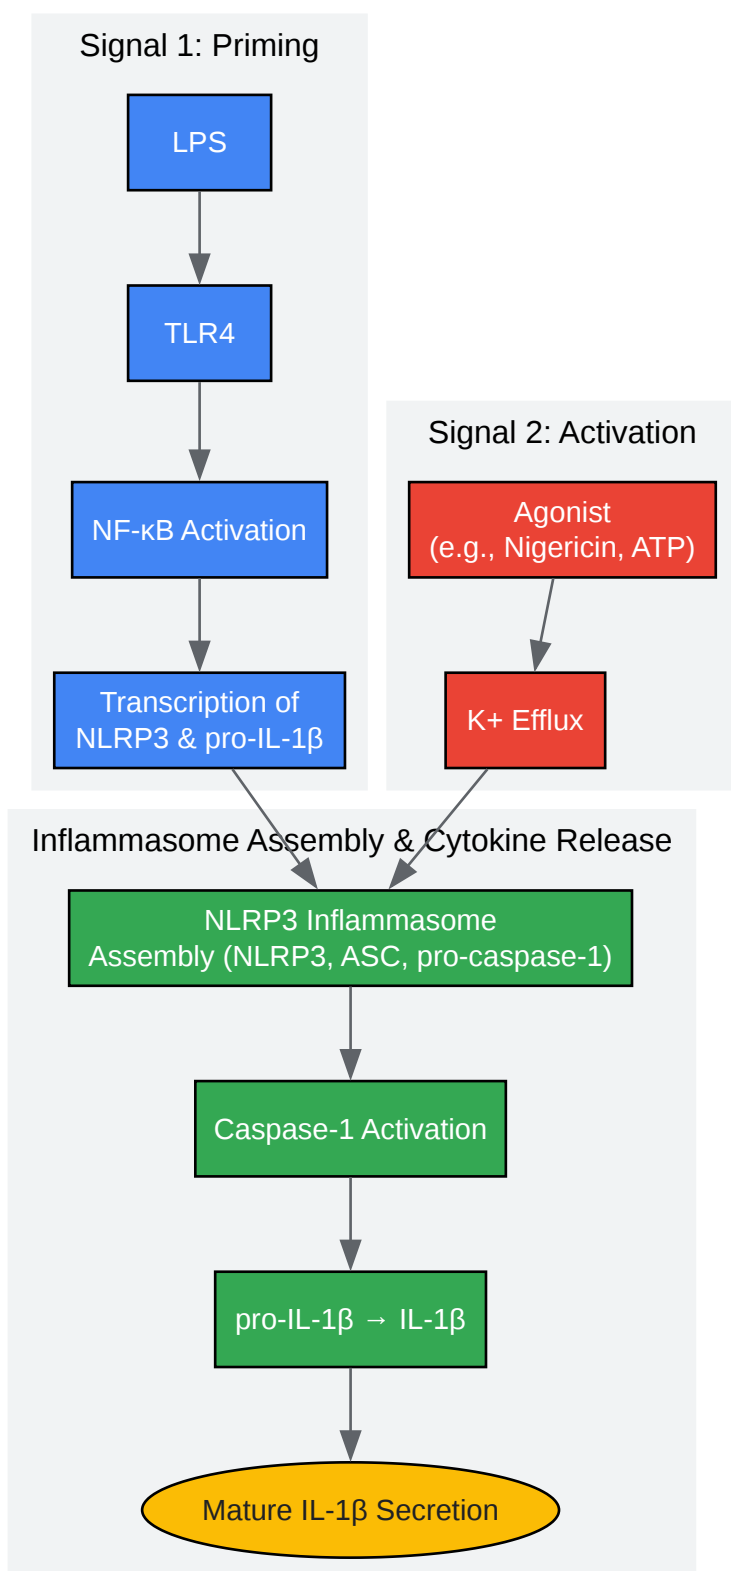 Signal 1: Priming
LPS
TLR4
NF-κB Activation
Transcription of
NLRP3 & pro-IL-1β
Signal 2: Activation
Agonist
(e.g., Nigericin, ATP)
K+ Efflux
Inflammasome Assembly & Cytokine Release
NLRP3 Inflammasome
Assembly (NLRP3, ASC, pro-caspase-1)
Caspase-1 Activation
pro-IL-1β → IL-1β
Mature IL-1β Secretion